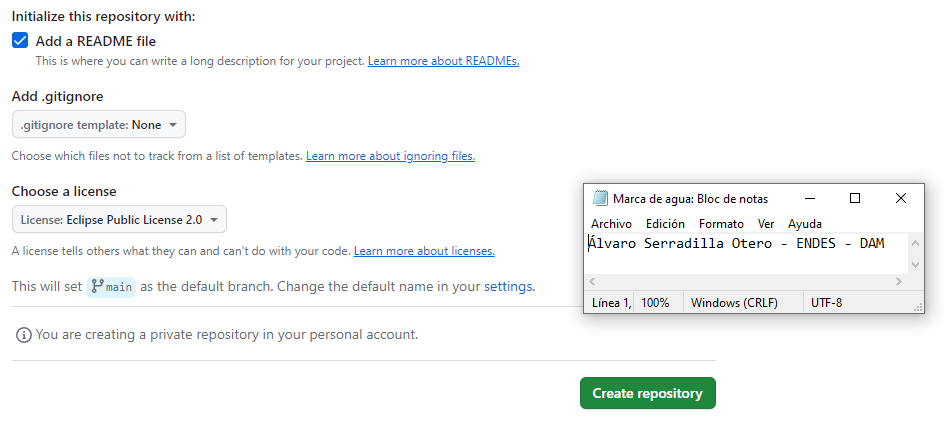 Initialize this repository with:
Add a README file
This is where you can write a long description for your project. Learn more about READMEs.
Add .gitignore
.gitignore template: None
Choose which files not to track from a list of templates. Learn more about ignoring files.
Choose a license
License: Eclipse Public License 2.0
A license tells others what they can and can't do with your code. Learn more about licenses.
This will set main as the default branch. Change the default name in your settings.
You are creating a private repository in your personal account.
Create repository
Marca de agua: Bloc de notas
Archivo Edición Formato Ver Ayuda
Álvaro Serradilla Otero - ENDES - DAM
Línea 1, 100% Windows (CRLF) UTF-8